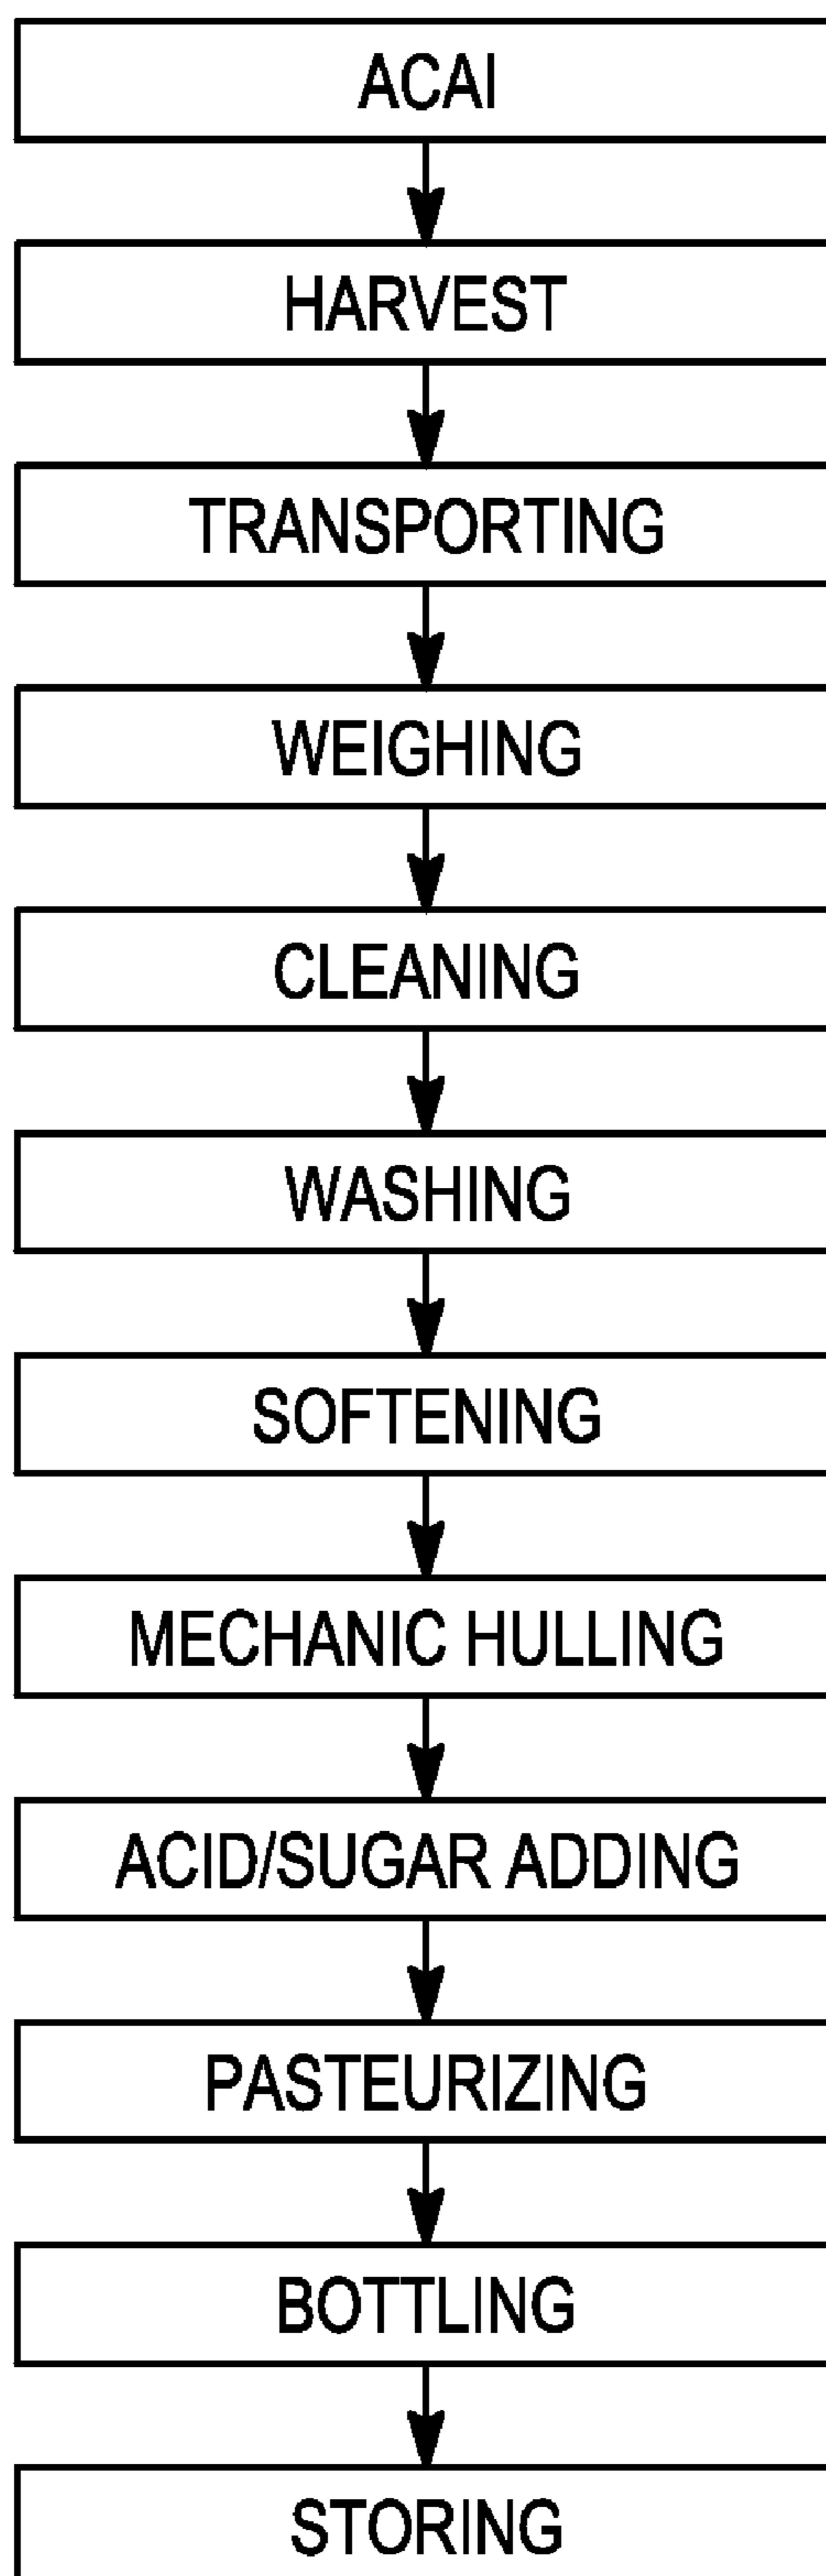 ACAI
HARVEST
TRANSPORTING
WEIGHING
CLEANING
WASHING
SOFTENING
MECHANIC HULLING
ACID/SUGAR ADDING
PASTEURIZING
BOTTLING
STORING